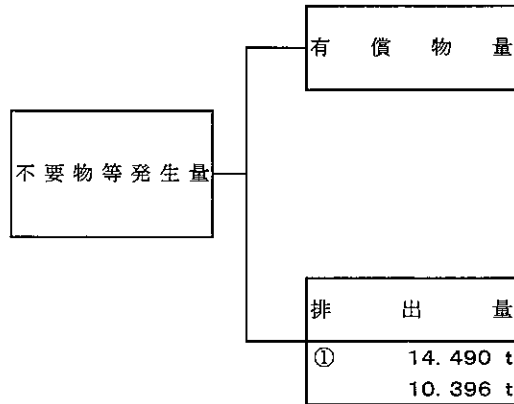 有償物量
不要物等発生量
排出量
① 14.490 t
10.396 t